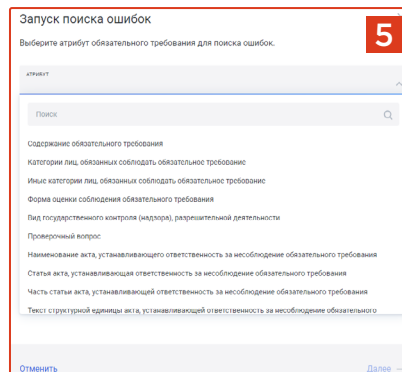 Запуск поиска ошибок
5
Выберите атрибут обязательного требования для поиска ошибок.
АТРИБУТ
Поиск
Содержание обязательного требования
Категории лиц, обязанных соблюдать обязательное требование
Иные категории лиц, обязанных соблюдать обязательное требование
Форма оценки соблюдения обязательного требования
Вид государственного контроля (надзора), разрешительной деятельности
Проверочный вопрос
Наименование акта, устанавливающего ответственность за несоблюдение обязательного требования
Статья акта, устанавливающая ответственность за несоблюдение обязательного требования
Часть статьи акта, устанавливающей ответственность за несоблюдение обязательного требования
Текст структурной единицы акта, устанавливающей ответственность за несоблюдение обязательного
Отменить
Далее